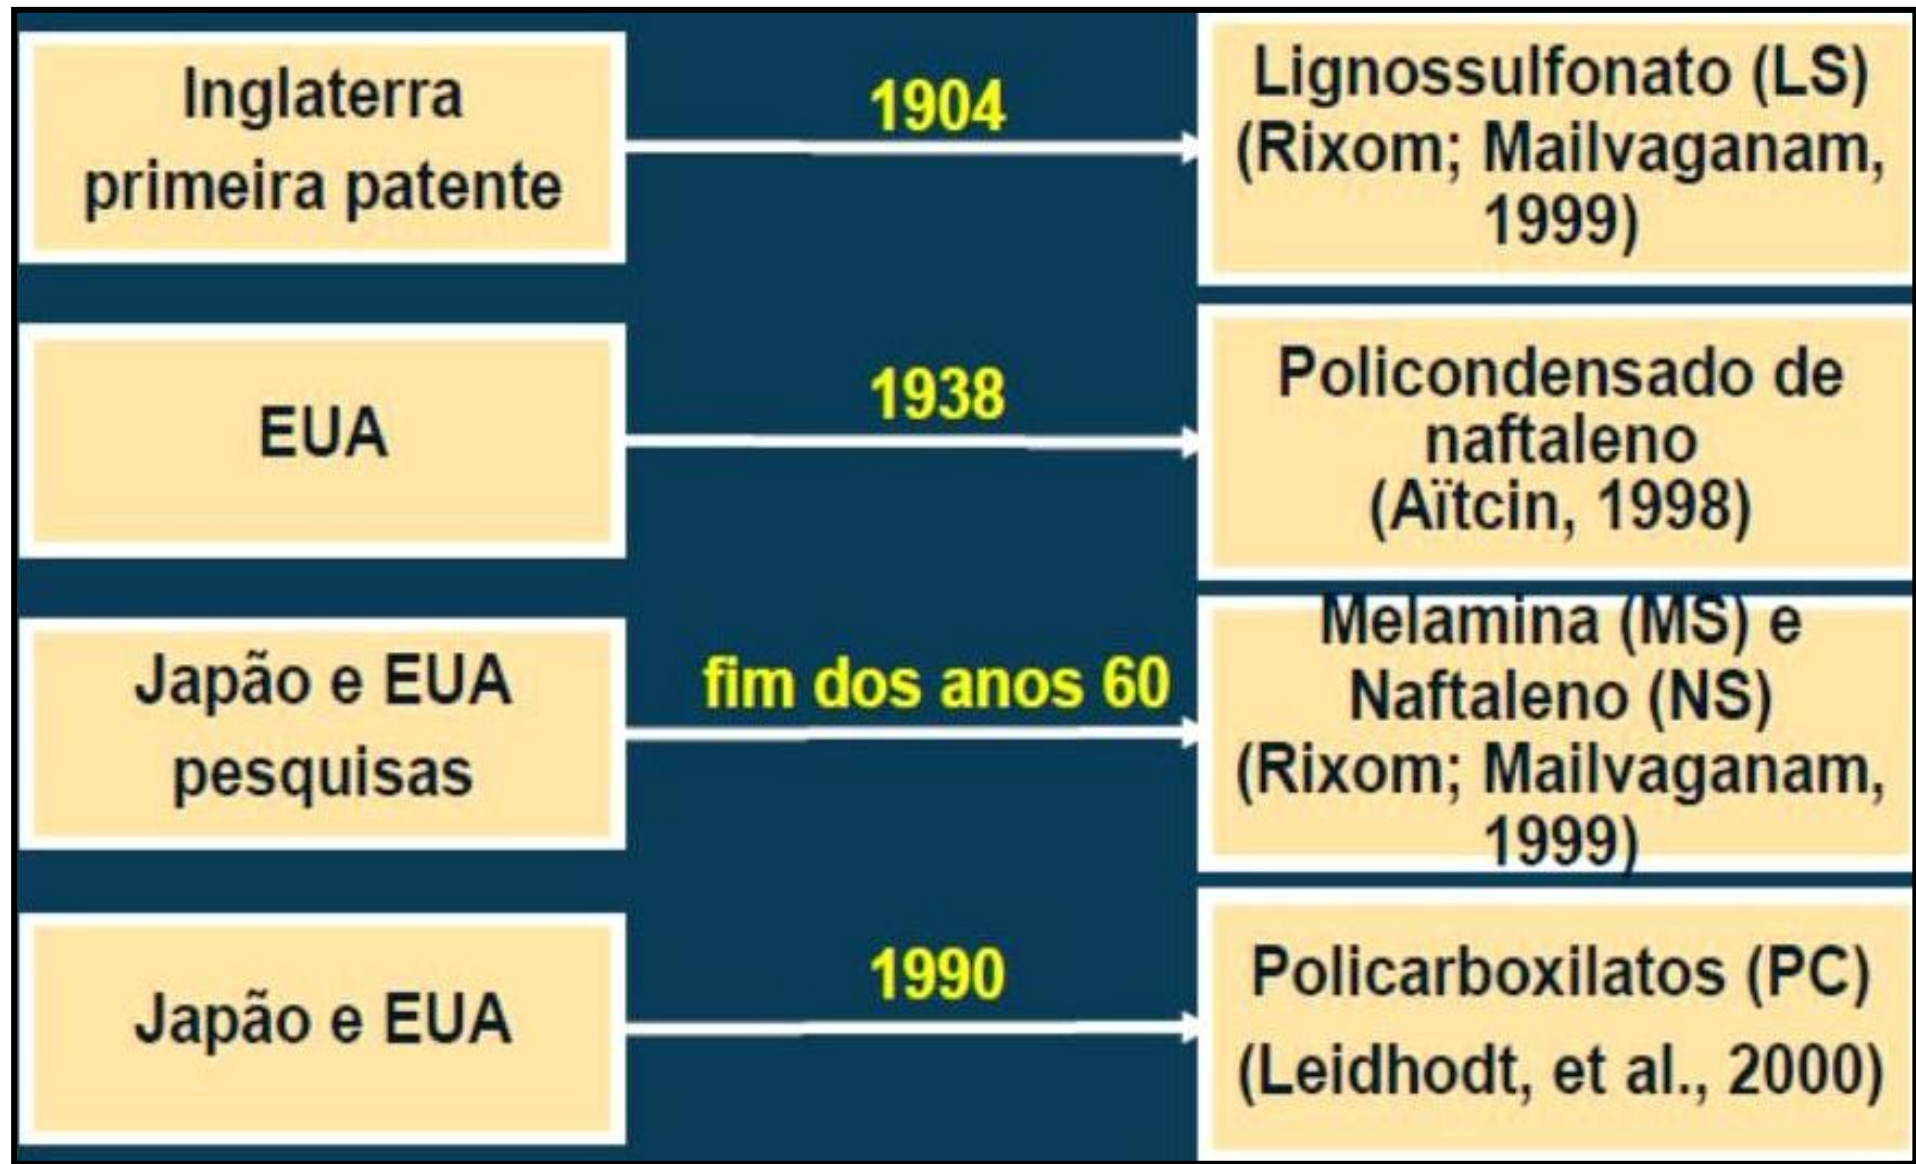 Inglaterra
primeira patente
1904
Lignossulfonato (LS)
(Rixom; Mailvaganam,
1999)
EUA
1938
Policondensado de
naftaleno
(Aïtcin, 1998)
Japão e EUA
pesquisas
fim dos anos 60
Melamina (MS) e
Naftaleno (NS)
(Rixom; Mailvaganam,
1999)
Japão e EUA
1990
Policarboxilatos (PC)
(Leidhodt, et al., 2000)